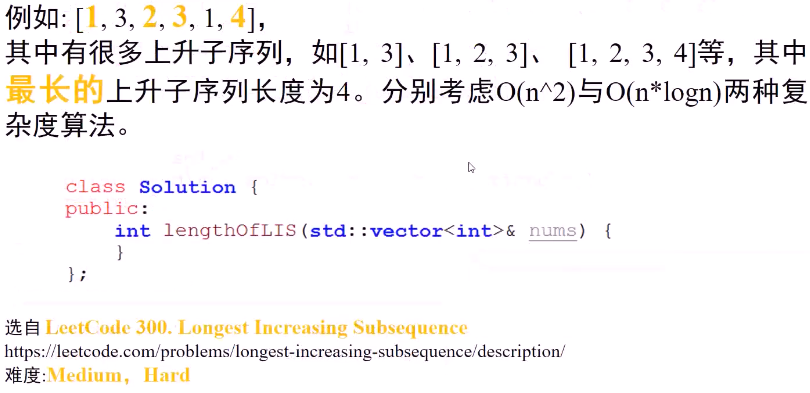 例如: [1, 3, 2, 3, 1, 4]，
其中有很多上升子序列，如[1, 3]、[1, 2, 3]、 [1, 2, 3, 4]等，其中
最长的上升子序列长度为4。分别考虑O(n^2)与O(n*logn)两种复
杂度算法。
class Solution {
public:
    int lengthOfLIS(std::vector<int>& nums) {
    }
};
选自 LeetCode 300. Longest Increasing Subsequence
https://leetcode.com/problems/longest-increasing-subsequence/description/
难度:Medium，Hard